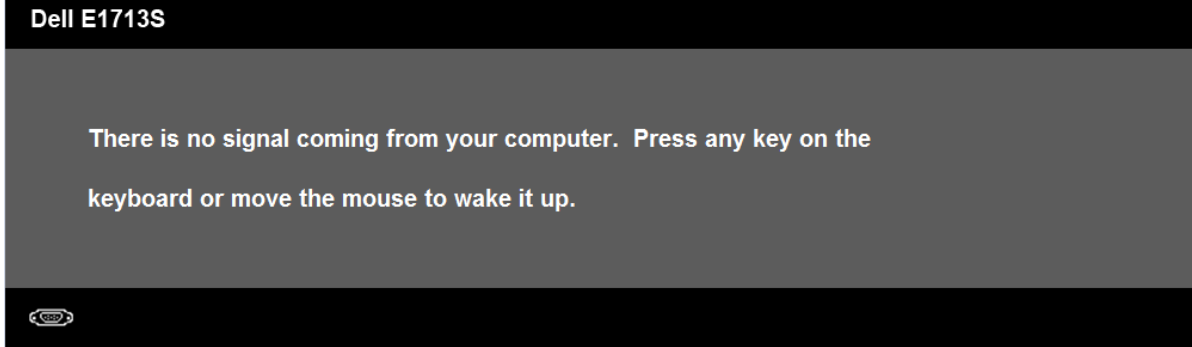 Dell E1713S
There is no signal coming from your computer.  Press any key on the
keyboard or move the mouse to wake it up.